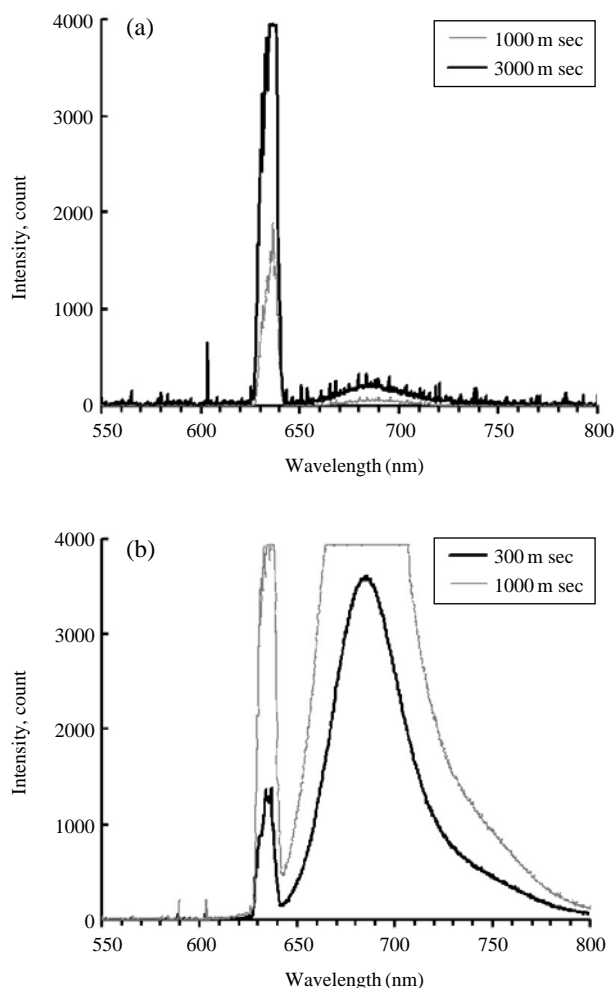 (a)
1000 m sec
3000 m sec
4000
3000
2000
1000
0
Intensity, count
550 600 650 700 750 800
Wavelength (nm)
(b)
300 m sec
1000 m sec
4000
3000
2000
1000
0
Intensity, count
550 600 650 700 750 800
Wavelength (nm)